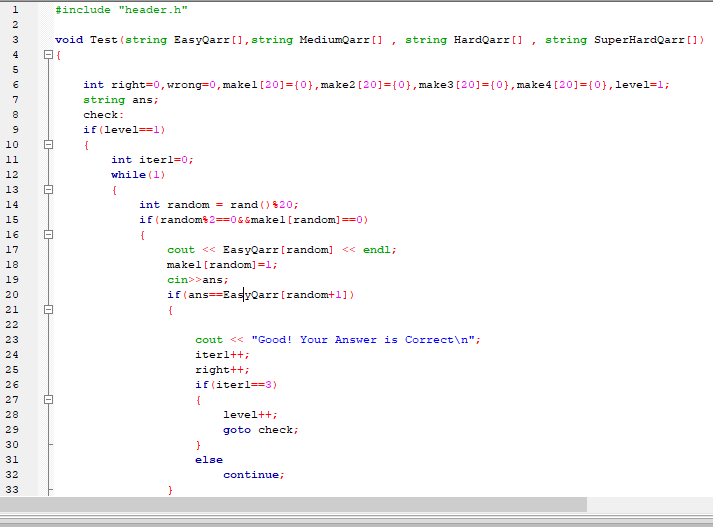 1 #include "header.h"
2
3 void Test(string EasyQarr[],string MediumQarr[] , string HardQarr[] , string SuperHardQarr[])
4 {
5
6 int right=0,wrong=0,make1[20]={0},make2[20]={0},make3[20]={0},make4[20]={0},level=1;
7 string ans;
8 check:
9 if(level==1)
10 {
11 int iter1=0;
12 while(1)
13 {
14 int random = rand()%20;
15 if(random%2==0&&make1[random]==0)
16 {
17 cout << EasyQarr[random] << endl;
18 make1[random]=1;
19 cin>>ans;
20 if(ans==EasyQarr[random+1])
21 {
22
23 cout << "Good! Your Answer is Correct\n";
24 iter1++;
25 right++;
26 if(iter1==3)
27 {
28 level++;
29 goto check;
30 }
31 else
32 continue;
33 }